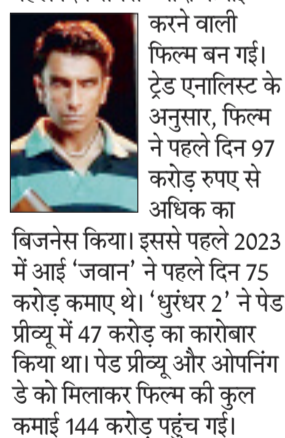 करने वाली
फिल्म बन गई।
ट्रेड एनालिस्ट के
अनुसार, फिल्म
ने पहले दिन 97
करोड़ रुपए से
अधिक का
बिजनेस किया। इससे पहले 2023
में आई ‘जवान’ ने पहले दिन 75
करोड़ कमाए थे। ‘धुरंधर 2’ ने पेड
प्रीव्यू में 47 करोड़ का कारोबार
किया था। पेड प्रीव्यू और ओपनिंग
डे को मिलाकर फिल्म की कुल
कमाई 144 करोड़ पहुंच गई।